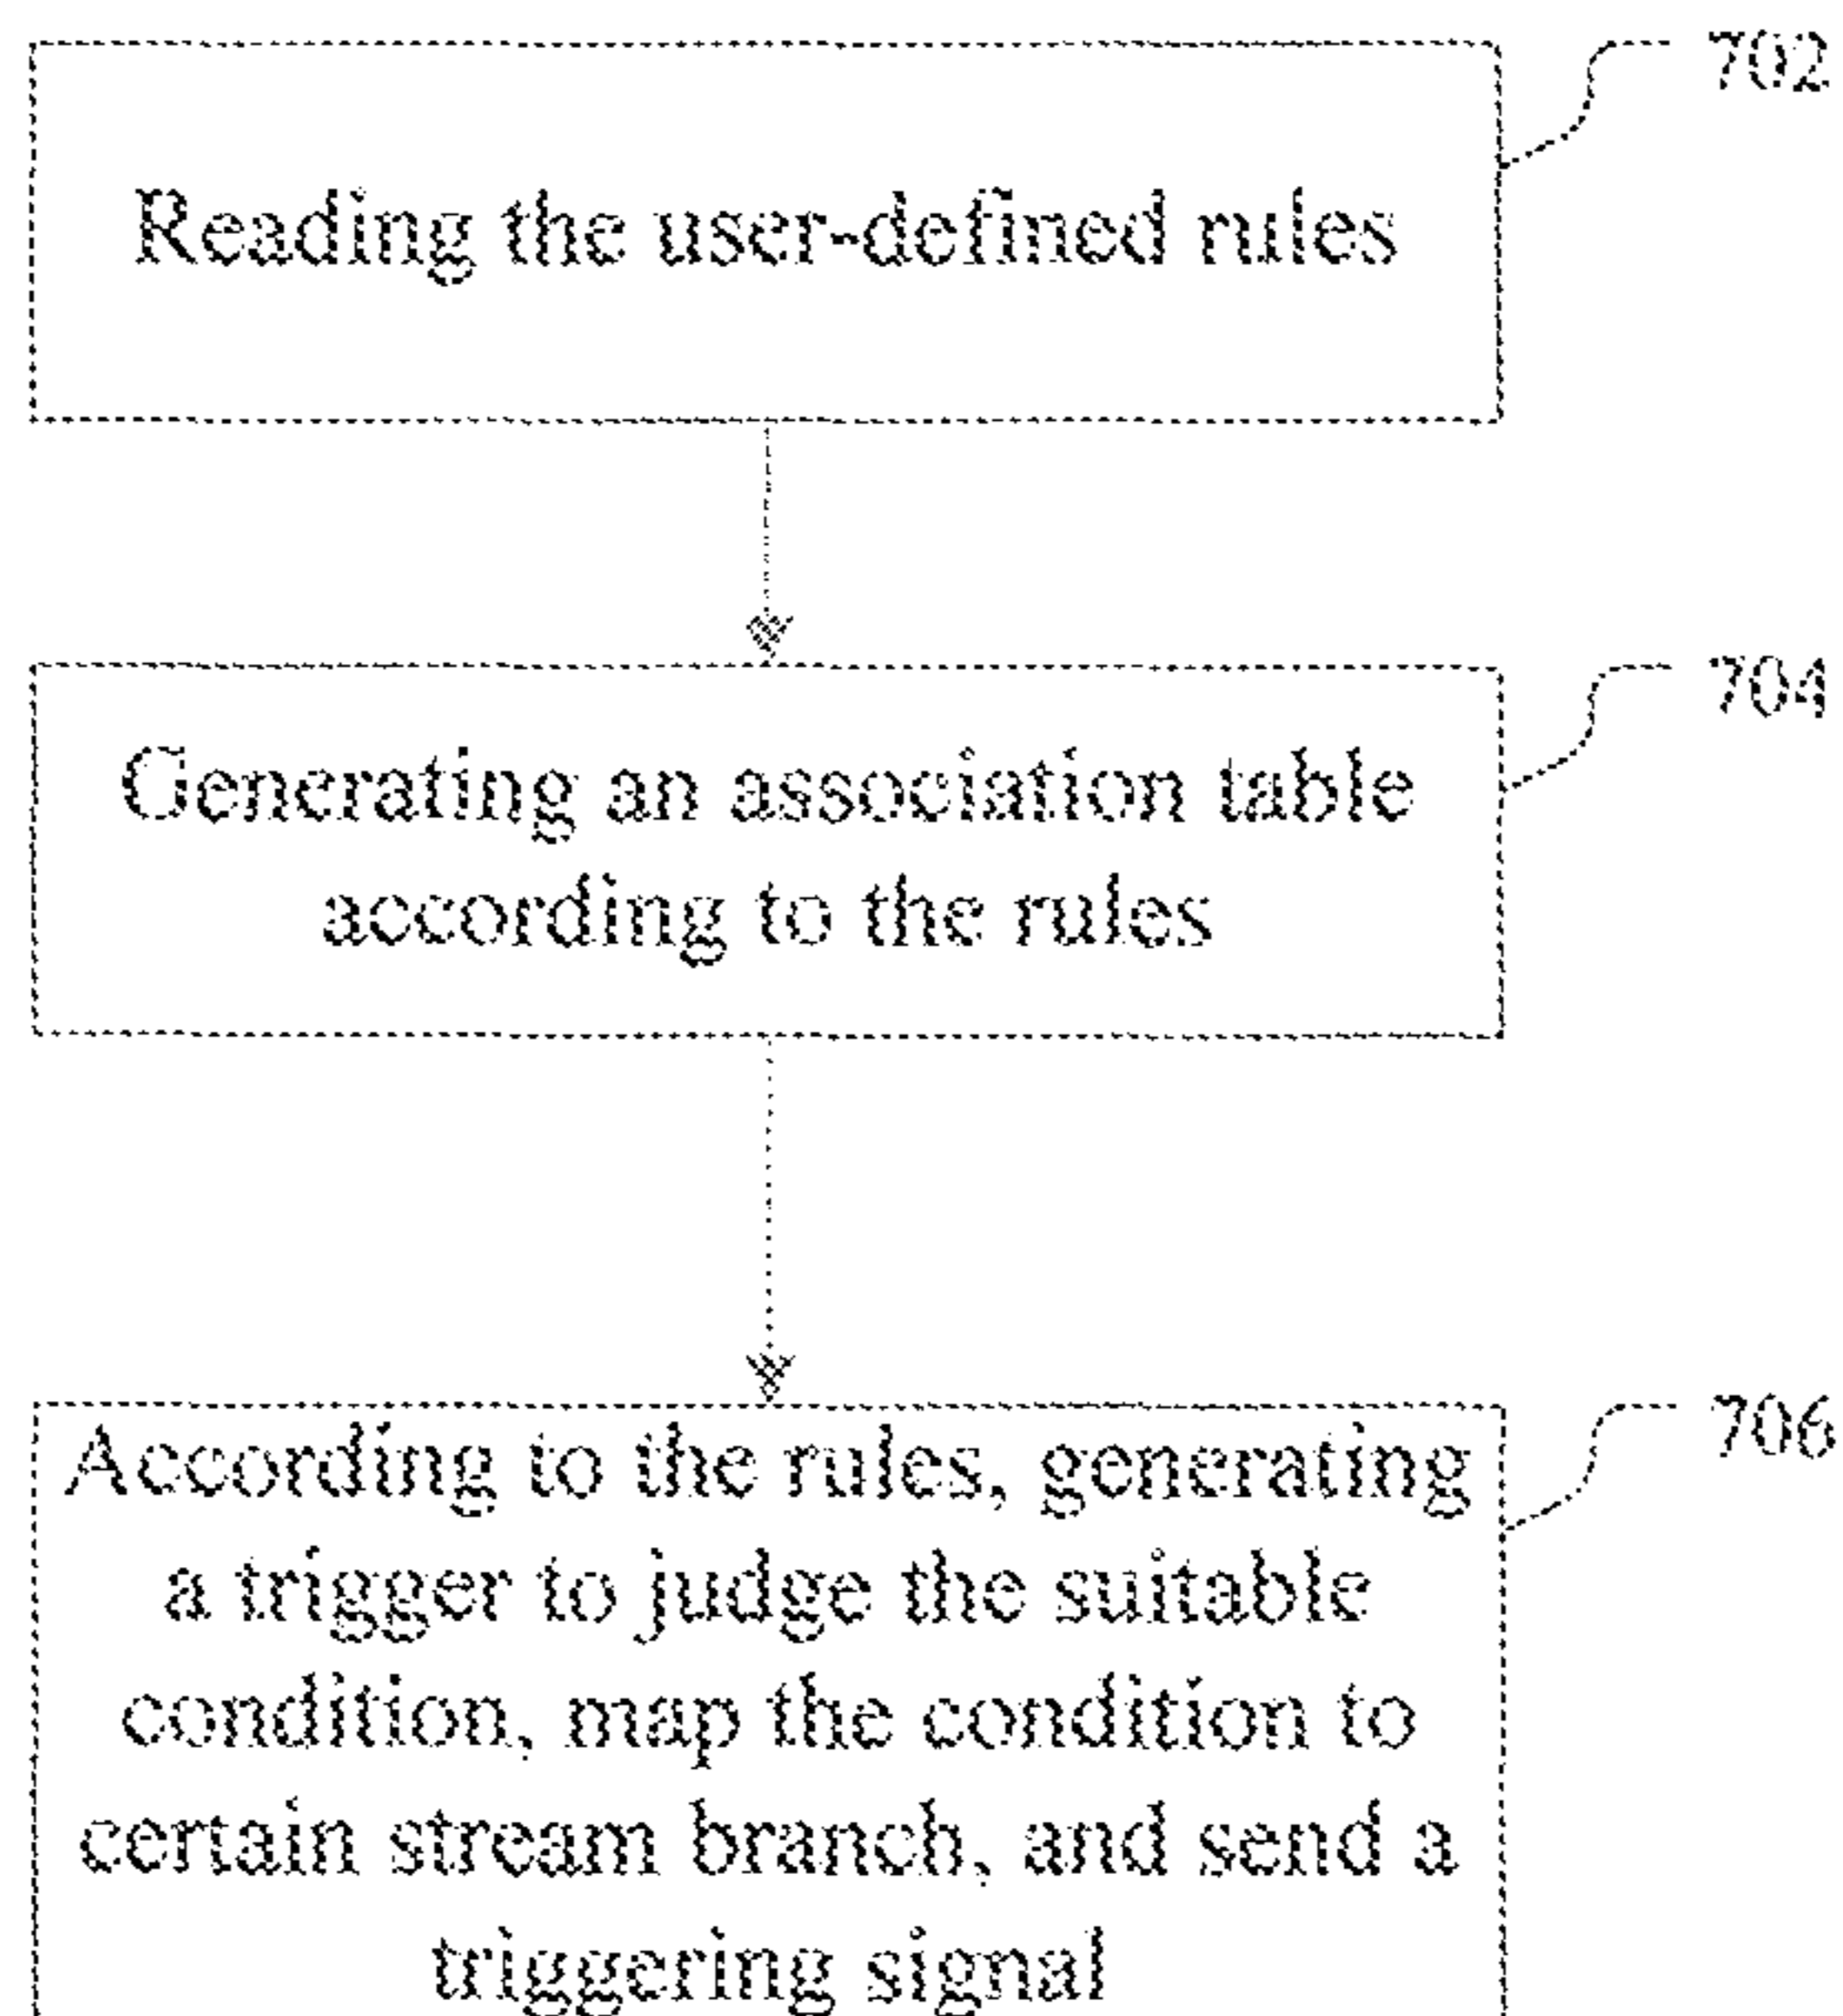 702
Reading the user-defined rules
704
Generating an association table
according to the rules
706
According to the rules, generating
a trigger to judge the suitable
condition, map the condition to
certain stream branch, and send a
triggering signal